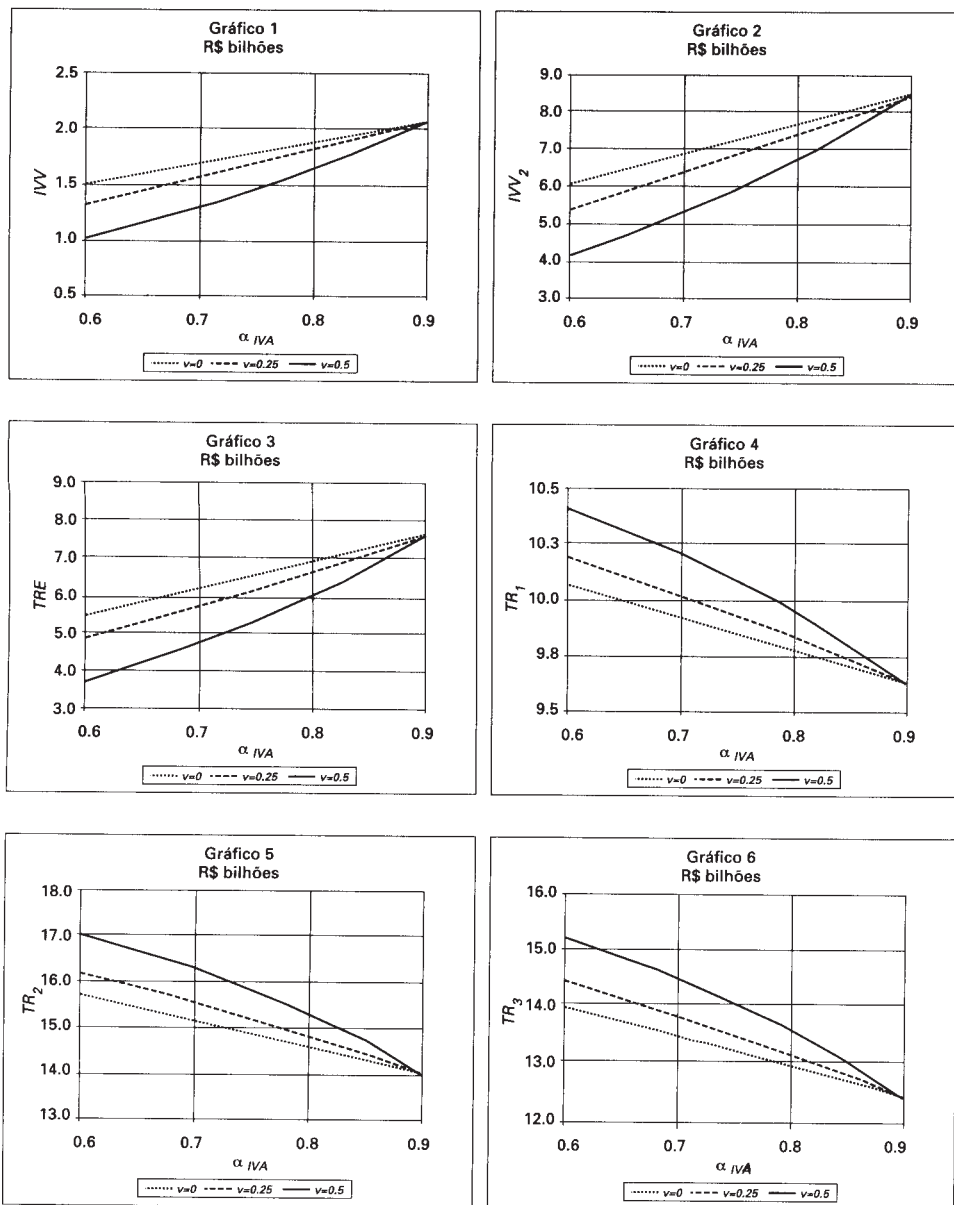 Gráfico 1
R$ bilhões
IVV
2.5
2.0
1.5
1.0
0.5
0.6 0.7 0.8 0.9
α IVA
v=0 v=0.25 v=0.5
Gráfico 2
R$ bilhões
IVV2
9.0
8.0
7.0
6.0
5.0
4.0
3.0
0.6 0.7 0.8 0.9
α IVA
v=0 v=0.25 v=0.5
Gráfico 3
R$ bilhões
TRE
9.0
8.0
7.0
6.0
5.0
4.0
3.0
0.6 0.7 0.8 0.9
α IVA
v=0 v=0.25 v=0.5
Gráfico 4
R$ bilhões
TR1
10.5
10.3
10.0
9.8
9.5
0.6 0.7 0.8 0.9
α IVA
v=0 v=0.25 v=0.5
Gráfico 5
R$ bilhões
TR2
18.0
17.0
16.0
15.0
14.0
13.0
0.6 0.7 0.8 0.9
α IVA
v=0 v=0.25 v=0.5
Gráfico 6
R$ bilhões
TR3
16.0
15.0
14.0
13.0
12.0
0.6 0.7 0.8 0.9
α IVA
v=0 v=0.25 v=0.5